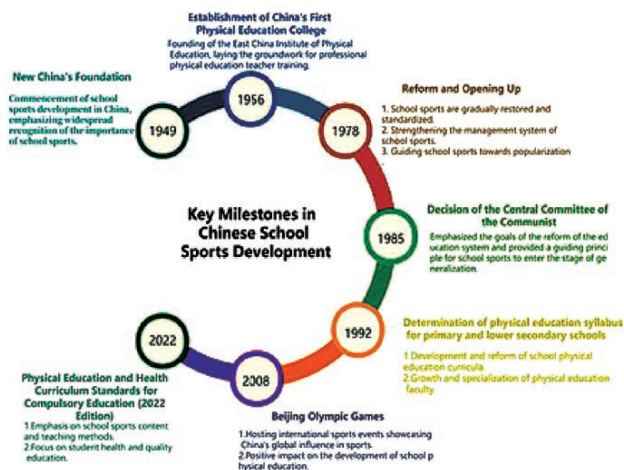 Establishment of China's First
Physical Education College
Founding of the East China Institute of Physical
Education, laying the groundwork for professional
physical education teacher training.
New China's Foundation
Commencement of school
sports development in China,
emphasizing widespread
recognition of the importance
of school sports.
1949
1956
1978
Reform and Opening Up
1. School sports are gradually restored and
standardized.
2. Strengthening the management system of
school sports.
3. Guiding school sports towards popularization
Key Milestones in
Chinese School
Sports Development
1985
Decision of the Central Committee of
the Communist
Emphasized the goals of the reform of the ed
ucation system and provided a guiding princi
ple for school sports to enter the stage of ge
neralization.
1992
Determination of physical education syllabus
for primary and lower secondary schools
1.Development and reform of school physical
education curricula.
2.Growth and specialization of physical education
faculty.
2008
Beijing Olympic Games
1.Hosting international sports events showcasing
China's global influence in sports.
2.Positive impact on the development of school p
hysical education.
2022
Physical Education and Health
Curriculum Standards for
Compulsory Education (2022
Edition)
1.Emphasis on school sports content
and teaching methods.
2.Focus on student health and quality
education.